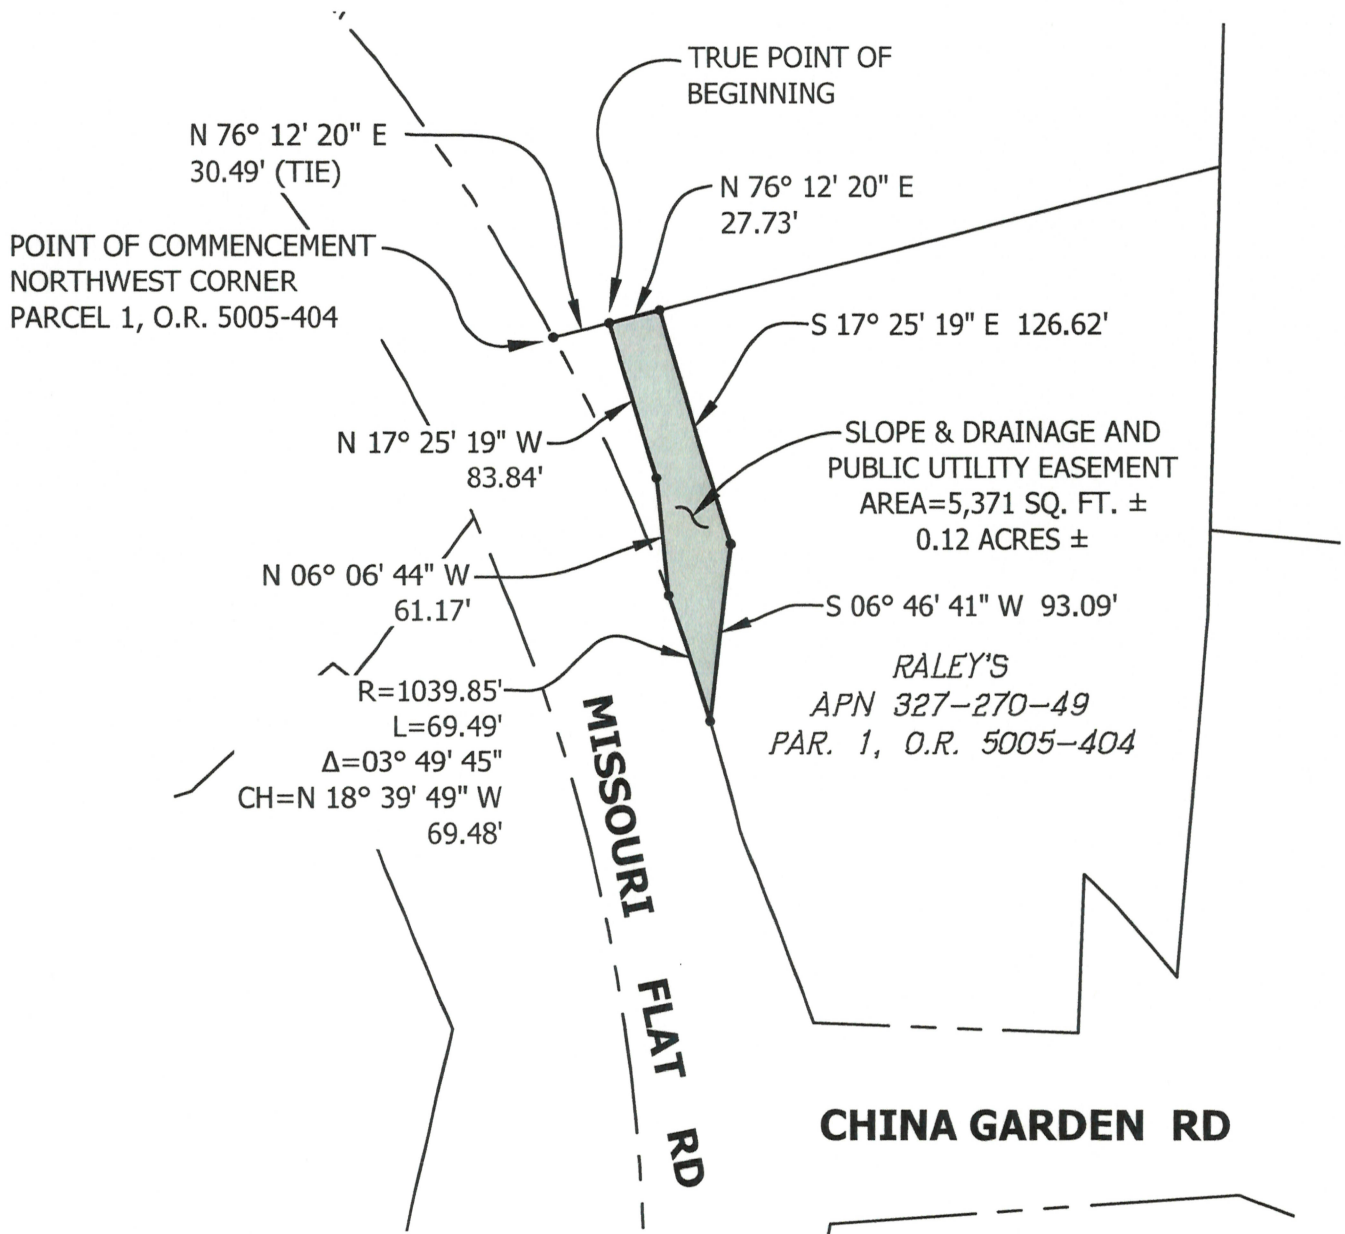 TRUE POINT OF
BEGINNING
N 76° 12' 20" E
30.49' (TIE)
N 76° 12' 20" E
27.73'
POINT OF COMMENCEMENT
NORTHWEST CORNER
PARCEL 1, O.R. 5005-404
S 17° 25' 19" E 126.62'
N 17° 25' 19" W
83.84'
SLOPE & DRAINAGE AND
PUBLIC UTILITY EASEMENT
AREA=5,371 SQ. FT. ±
0.12 ACRES ±
N 06° 06' 44" W
61.17'
S 06° 46' 41" W 93.09'
RALEY'S
APN 327-270-49
PAR. 1, O.R. 5005-404
R=1039.85'
L=69.49'
Δ=03° 49' 45"
CH=N 18° 39' 49" W
69.48'
MISSOURI FLAT RD
CHINA GARDEN RD